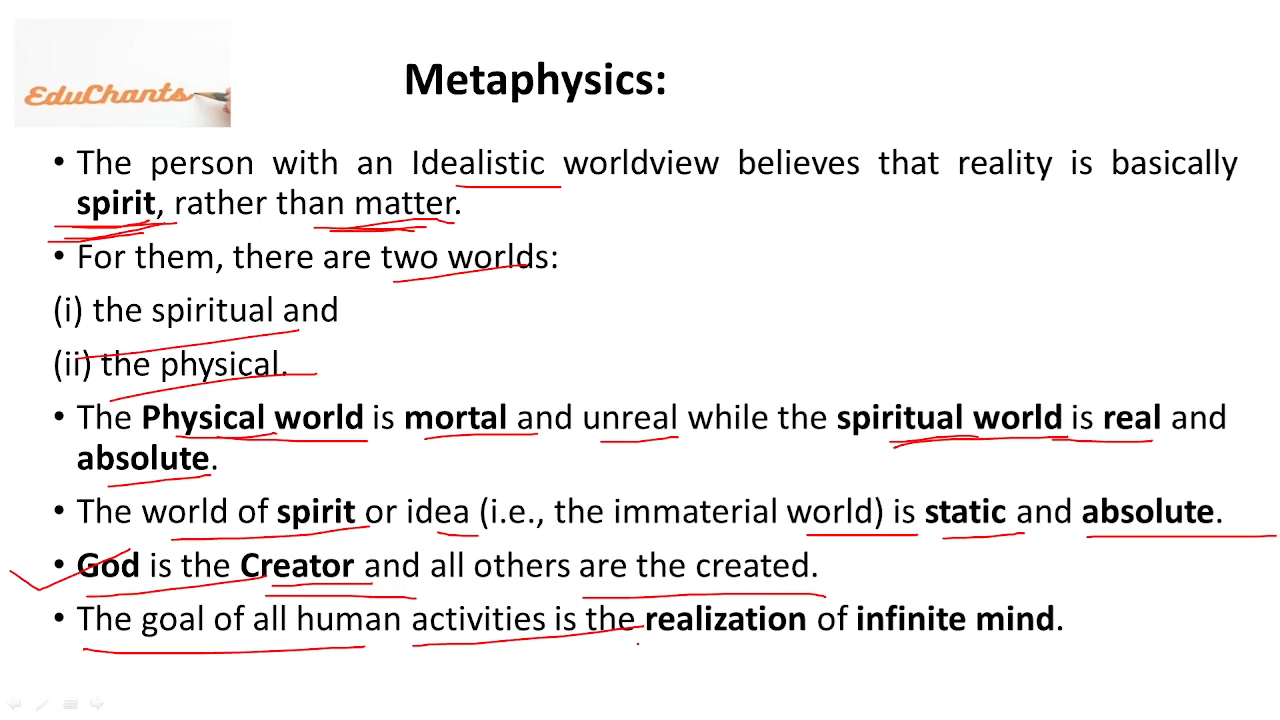 EduChants
Metaphysics:
• The person with an Idealistic worldview believes that reality is basically
spirit, rather than matter.
• For them, there are two worlds:
(i) the spiritual and
(ii) the physical.
• The Physical world is mortal and unreal while the spiritual world is real and
absolute.
• The world of spirit or idea (i.e., the immaterial world) is static and absolute.
• God is the Creator and all others are the created.
• The goal of all human activities is the realization of infinite mind.